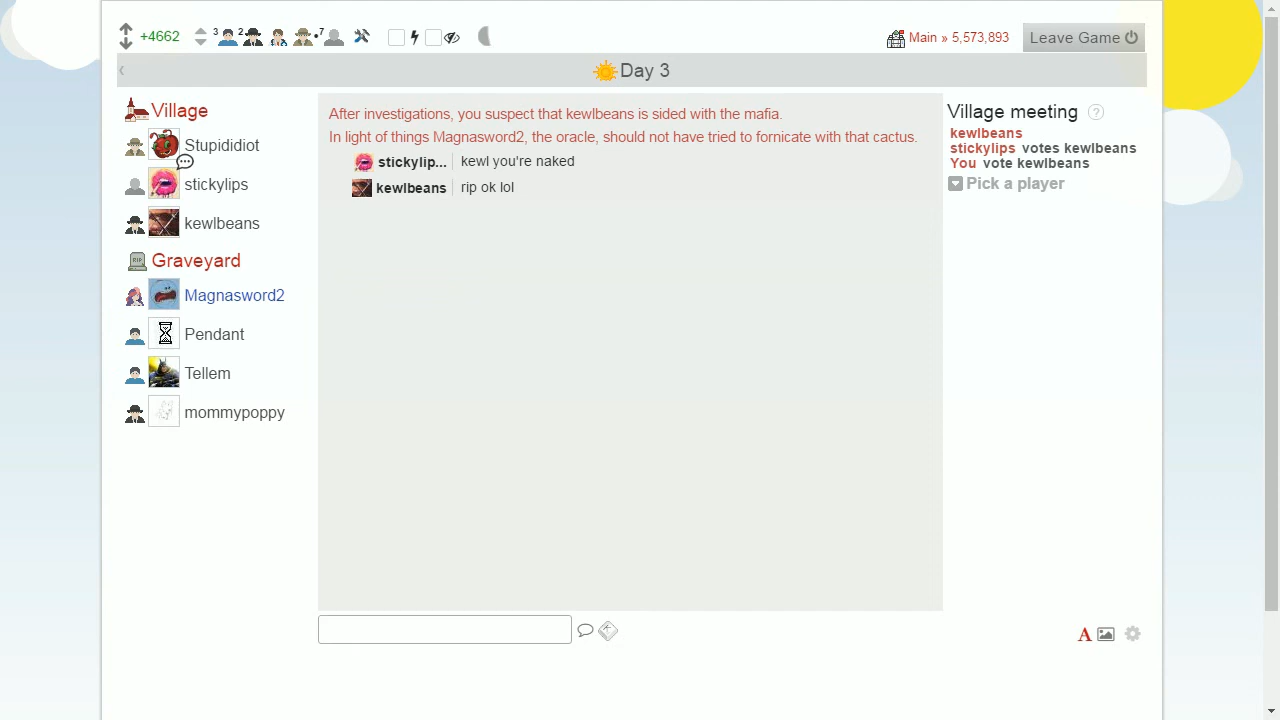 +4662 3 2 7 Main » 5,573,893 Leave Game
Day 3
Village
Stupididiot
stickylips
kewlbeans
Graveyard
RIP
Magnasword2
Pendant
Tellem
mommypoppy
After investigations, you suspect that kewlbeans is sided with the mafia.
In light of things Magnasword2, the oracle, should not have tried to fornicate with that cactus.
stickylip... kewl you're naked
kewlbeans rip ok lol
Village meeting ?
kewlbeans
stickylips votes kewlbeans
You vote kewlbeans
Pick a player
A